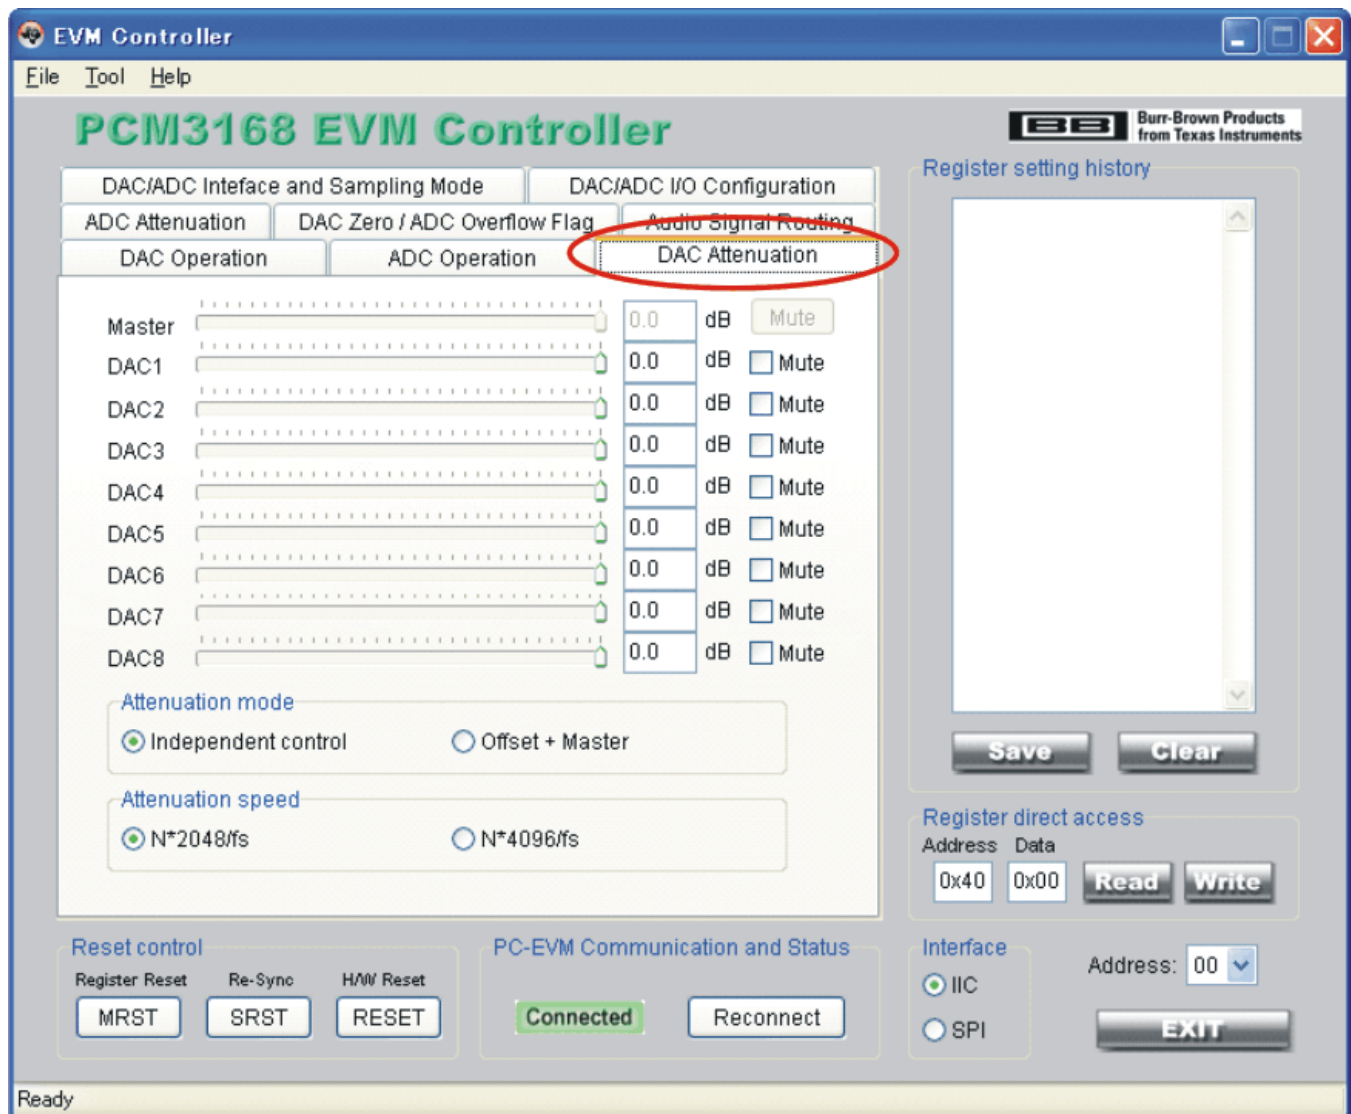 EVM Controller
File Tool Help
PCM3168 EVM Controller
BB Burr-Brown Products
from Texas Instruments
DAC/ADC Inteface and Sampling Mode DAC/ADC I/O Configuration
ADC Attenuation DAC Zero / ADC Overflow Flag Audio Signal Routing
DAC Operation ADC Operation DAC Attenuation
Master 0.0 dB Mute
DAC1 0.0 dB Mute
DAC2 0.0 dB Mute
DAC3 0.0 dB Mute
DAC4 0.0 dB Mute
DAC5 0.0 dB Mute
DAC6 0.0 dB Mute
DAC7 0.0 dB Mute
DAC8 0.0 dB Mute
Attenuation mode
Independent control Offset + Master
Attenuation speed
N*2048/fs N*4096/fs
Register setting history
Save Clear
Register direct access
Address Data
0x40 0x00 Read Write
Reset control
Register Reset Re-Sync H/W Reset
MRST SRST RESET
PC-EVM Communication and Status
Connected Reconnect
Interface
IIC
SPI
Address: 00
EXIT
Ready